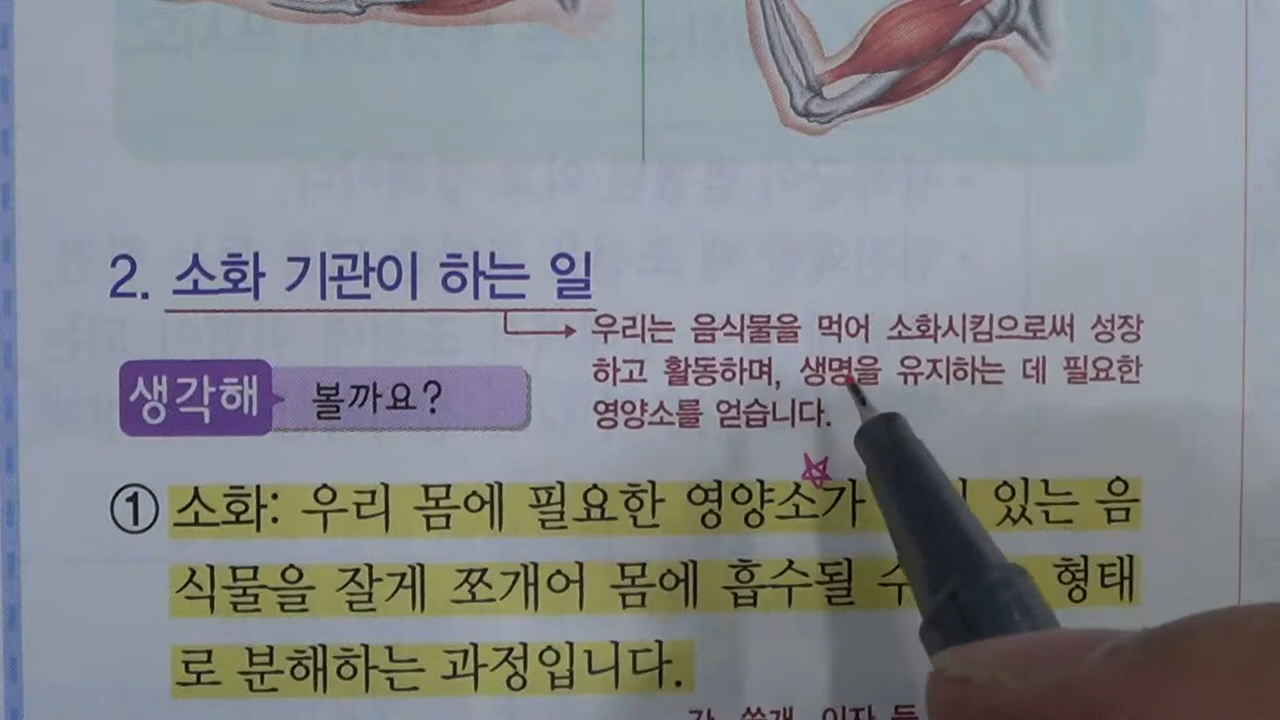 2. 소화 기관이 하는 일
우리는 음식물을 먹어 소화시킴으로써 성장
하고 활동하며, 생명을 유지하는 데 필요한
영양소를 얻습니다.
생각해 볼까요?
① 소화: 우리 몸에 필요한 영양소가 있는 음
식물을 잘게 쪼개어 몸에 흡수될 형태
로 분해하는 과정입니다.